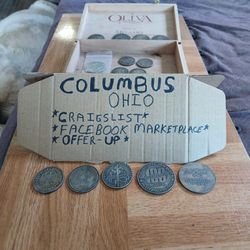 OLIVA
COLUMBUS
OHIO
*CRAIGSLIST*
*FACEBOOK MARKETPLACE*
*OFFER-UP*